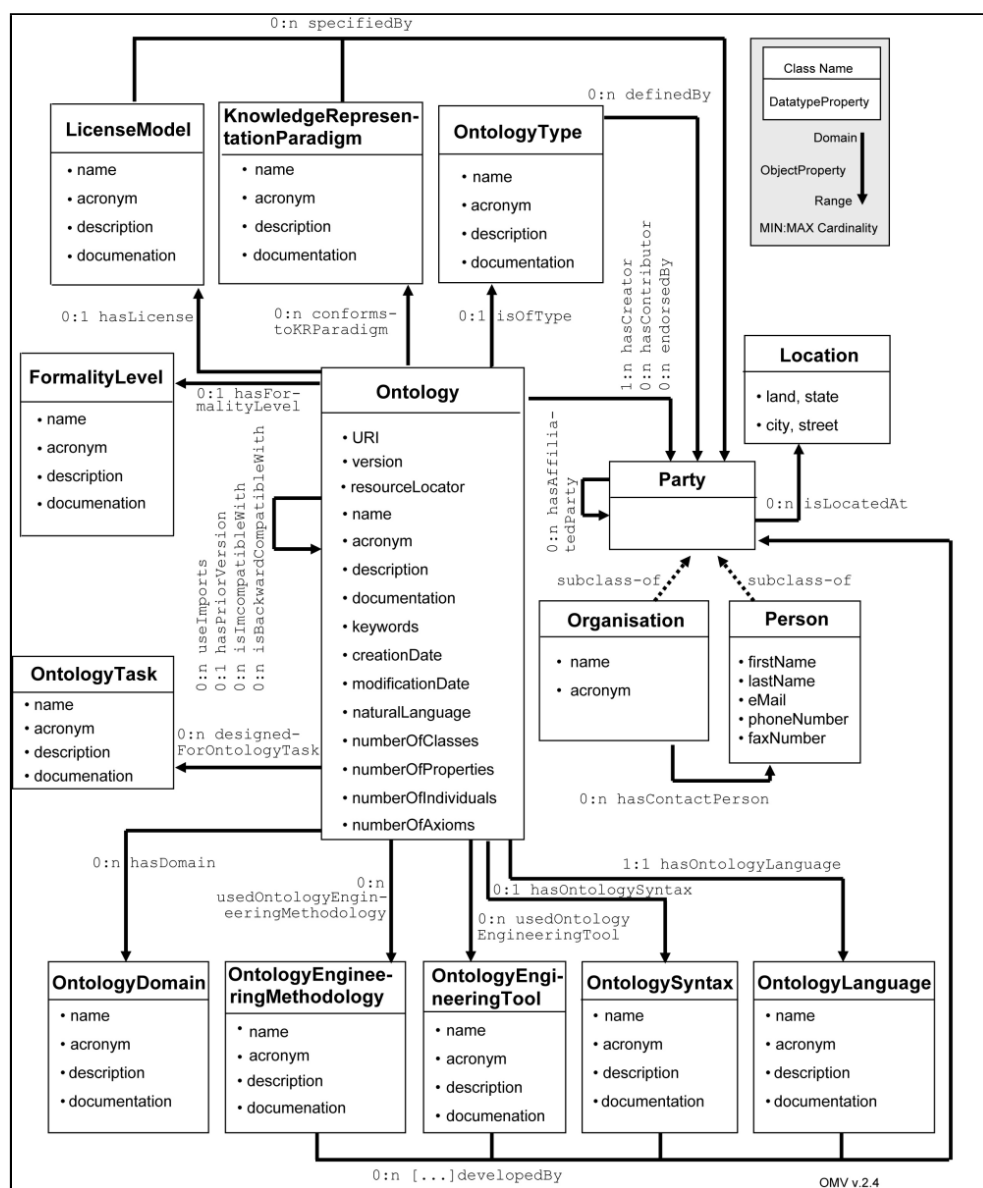 0:n specifiedBy
Class Name
DatatypeProperty
Domain
ObjectProperty
Range
MIN:MAX Cardinality
0:n definedBy
LicenseModel
• name
• acronym
• description
• documenation
KnowledgeRepresen-
tationParadigm
• name
• acronym
• description
• documentation
OntologyType
• name
• acronym
• description
• documentation
0:1 hasLicense
0:n conforms-
toKRParadigm
0:1 isOfType
1:n hasCreator
0:n hasContributor
0:n endorsedBy
Location
• land, state
• city, street
FormalityLevel
• name
• acronym
• description
• documenation
0:1 hasFor-
malityLevel
Ontology
• URI
• version
• resourceLocator
• name
• acronym
• description
• documentation
• keywords
• creationDate
• modificationDate
• naturalLanguage
• numberOfClasses
• numberOfProperties
• numberOfIndividuals
• numberOfAxioms
0:n useImports
0:1 hasPriorVersion
0:n isImcompatibleWith
0:n isBackwardCompatibleWith
0:n hasAffilia-
tedParty
Party
0:n isLocatedAt
subclass-of
subclass-of
Organisation
• name
• acronym
Person
• firstName
• lastName
• eMail
• phoneNumber
• faxNumber
0:n hasContactPerson
OntologyTask
• name
• acronym
• description
• documenation
0:n designed-
ForOntologyTask
0:n hasDomain
0:n
usedOntologyEngin-
eeringMethodology
0:n usedOntology
EngineeringTool
0:1 hasOntologySyntax
1:1 hasOntologyLanguage
OntologyDomain
• name
• acronym
• description
• documentation
OntologyEnginee-
ringMethodology
• name
• acronym
• description
• documenation
OntologyEngi-
neeringTool
• name
• acronym
• description
• documenation
OntologySyntax
• name
• acronym
• description
• documentation
OntologyLanguage
• name
• acronym
• description
• documentation
0:n [...]developedBy
OMV v.2.4